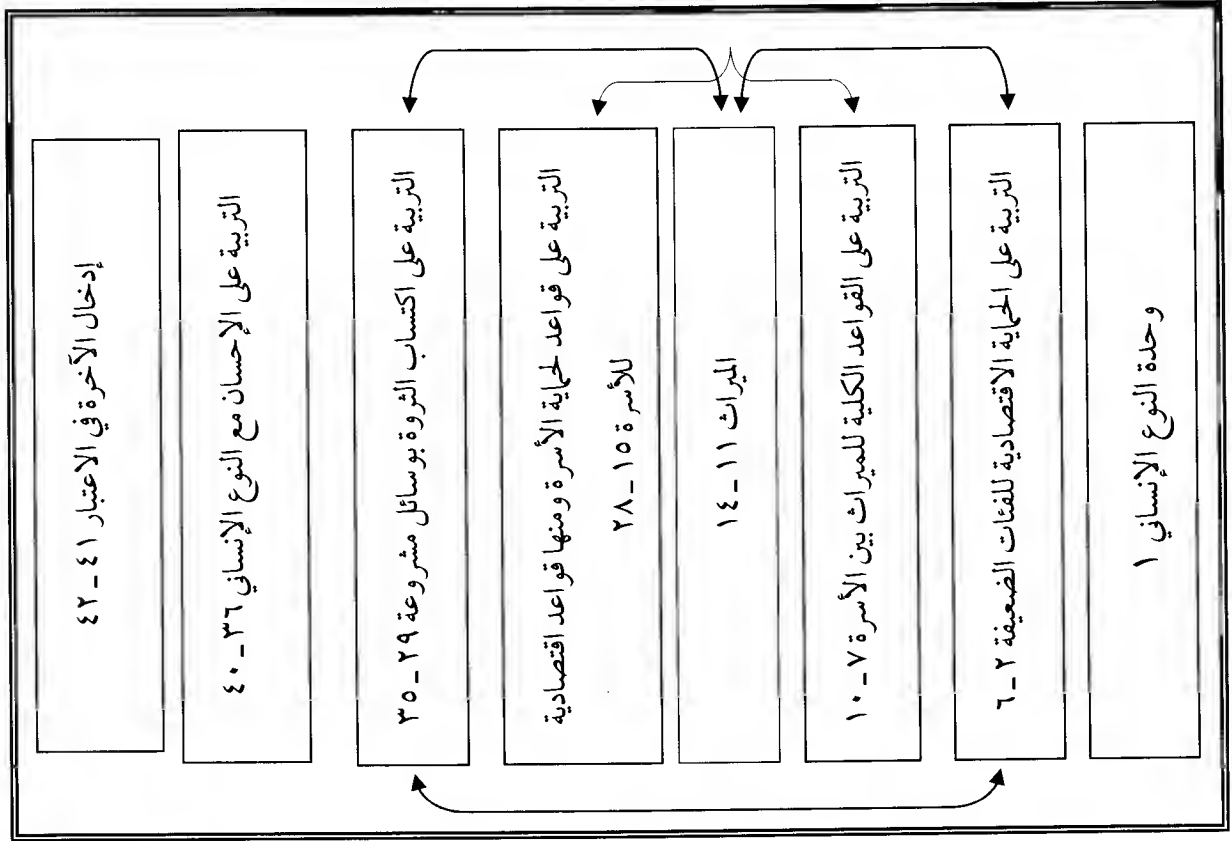 وحدة النوع الإنساني ١
التربية على الحماية الاقتصادية للفئات الضعيفة ٢_٦
التربية على القواعد الكلية للميراث بين الأسرة ٧_١٠
الميراث ١١_١٤
التربية على قواعد لحماية الأسرة ومنها قواعد اقتصادية
للأسرة ١٥_٢٨
التربية على اكتساب الثروة بوسائل مشروعة ٢٩_٣٥
التربية على الإحسان مع النوع الإنساني ٣٦_٤٠
إدخال الآخرة في الاعتبار ٤١_٤٢